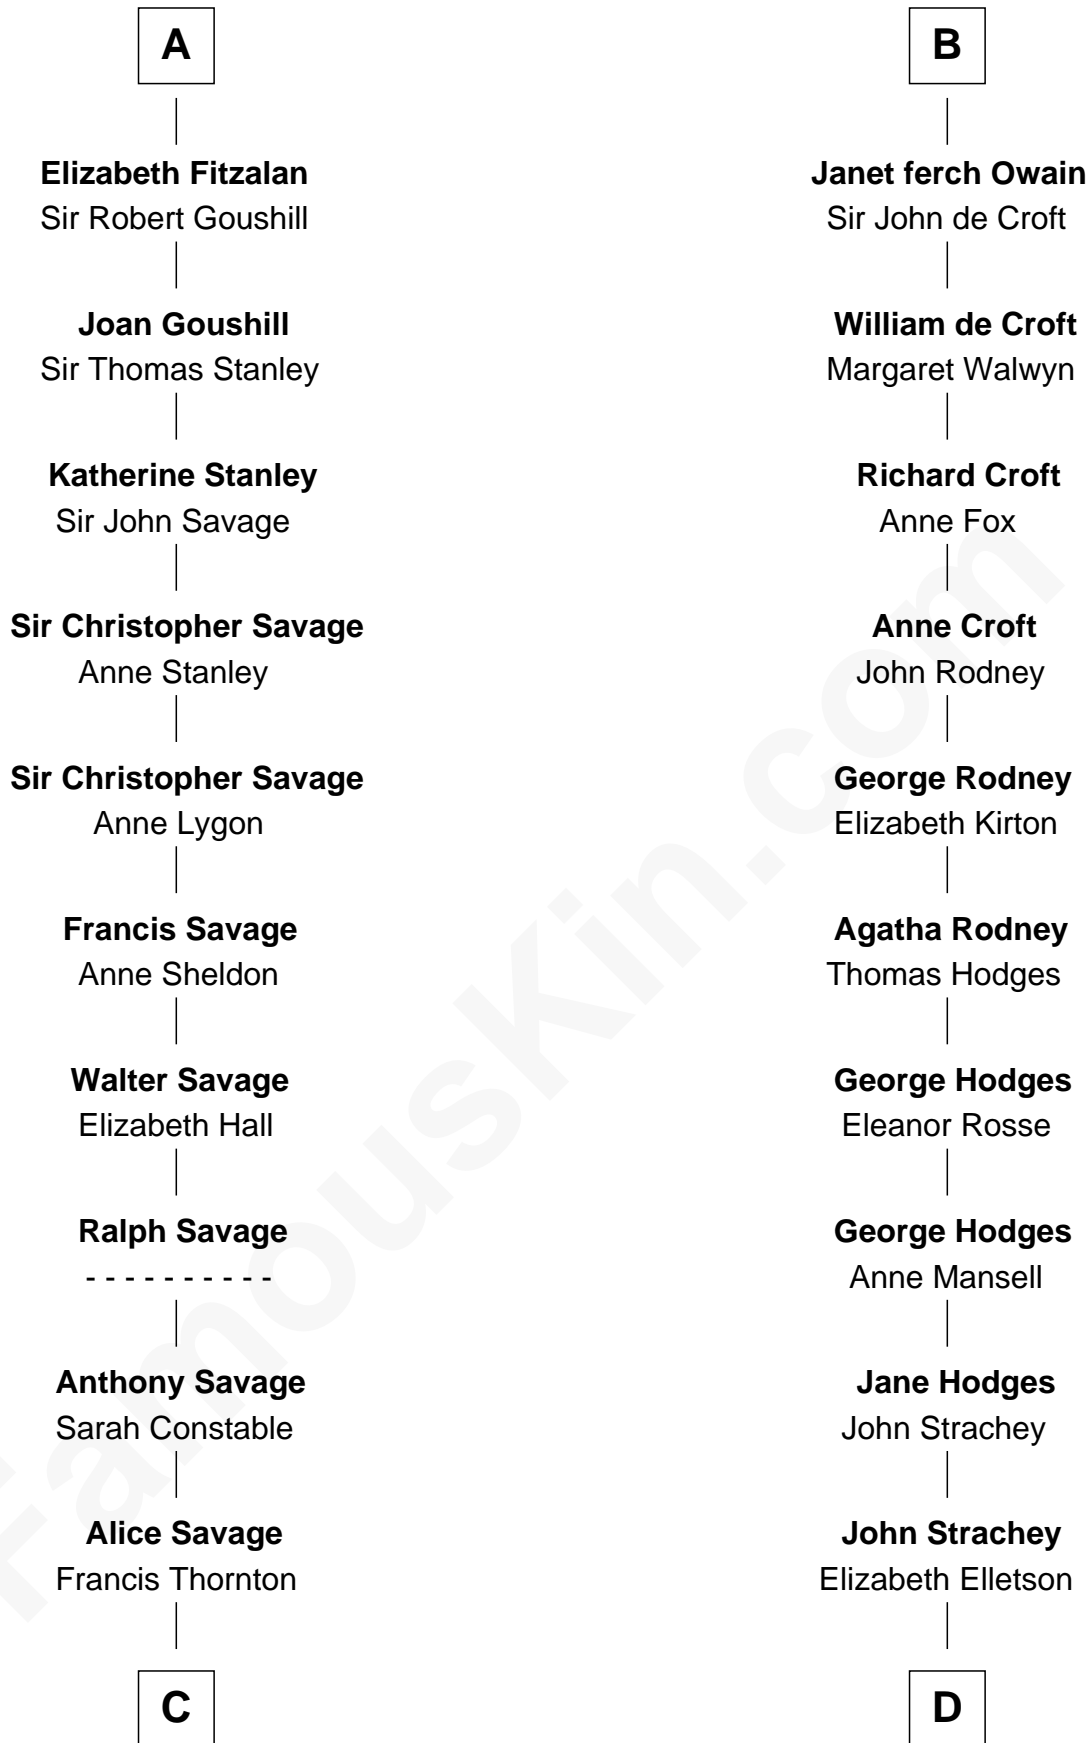 A
Elizabeth Fitzalan
Sir Robert Goushill
Joan Goushill
Sir Thomas Stanley
Katherine Stanley
Sir John Savage
Sir Christopher Savage
Anne Stanley
Sir Christopher Savage
Anne Lygon
Francis Savage
Anne Sheldon
Walter Savage
Elizabeth Hall
Ralph Savage
- - - - - - - - - -
Anthony Savage
Sarah Constable
Alice Savage
Francis Thornton
C
B
Janet ferch Owain
Sir John de Croft
William de Croft
Margaret Walwyn
Richard Croft
Anne Fox
Anne Croft
John Rodney
George Rodney
Elizabeth Kirton
Agatha Rodney
Thomas Hodges
George Hodges
Eleanor Rosse
George Hodges
Anne Mansell
Jane Hodges
John Strachey
John Strachey
Elizabeth Elletson
D
FamousKin.com